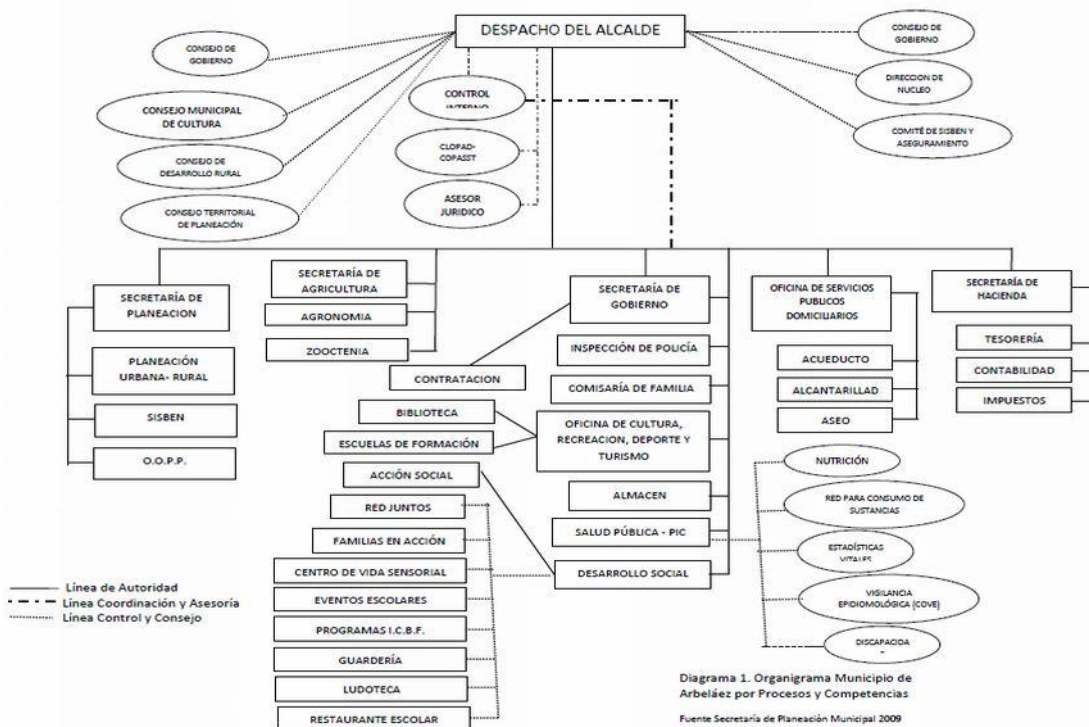 DESPACHO DEL ALCALDE
CONSEJO DE
GOBIERNO
CONSEJO MUNICIPAL
DE CULTURA
CONSEJO DE
DESARROLLO RURAL
CONSEJO TERRITORIAL
DE PLANEACIÓN
CONTROL
INTERNO
CLOPAD-
COPASST
ASESOR
JURIDICO
CONSEJO DE
GOBIERNO
DIRECCION DE
NUCLEO
COMITÉ DE SISBEN Y
ASEGURAMIENTO
SECRETARÍA DE
PLANEACION
PLANEACIÓN
URBANA- RURAL
SISBEN
O.O.P.P.
SECRETARÍA DE
AGRICULTURA
AGRONOMIA
ZOOCTENIA
SECRETARÍA DE
GOBIERNO
CONTRATACION
INSPECCIÓN DE POLICÍA
COMISARÍA DE FAMILIA
BIBLIOTECA
ESCUELAS DE FORMACIÓN
OFICINA DE CULTURA,
RECREACION, DEPORTE Y
TURISMO
ALMACEN
SALUD PÚBLICA - PIC
DESARROLLO SOCIAL
ACCIÓN SOCIAL
RED JUNTOS
FAMILIAS EN ACCIÓN
CENTRO DE VIDA SENSORIAL
EVENTOS ESCOLARES
PROGRAMAS I.C.B.F.
GUARDERÍA
LUDOTECA
RESTAURANTE ESCOLAR
OFICINA DE SERVICIOS
PUBLICOS
DOMICILIARIOS
ACUEDUCTO
ALCANTARILLAD
ASEO
SECRETARÍA DE
HACIENDA
TESORERÍA
CONTABILIDAD
IMPUESTOS
NUTRICIÓN
RED PARA CONSUMO DE
SUSTANCIAS
ESTADÍSTICAS
VITALES
VIGILANCIA
EPIDIOMOLÓGICA (COVE)
DISCAPACIDA
Línea de Autoridad
Línea Coordinación y Asesoría
Línea Control y Consejo
Diagrama 1. Organigrama Municipio de
Arbeláez por Procesos y Competencias
Fuente Secretaría de Planeación Municipal 2009